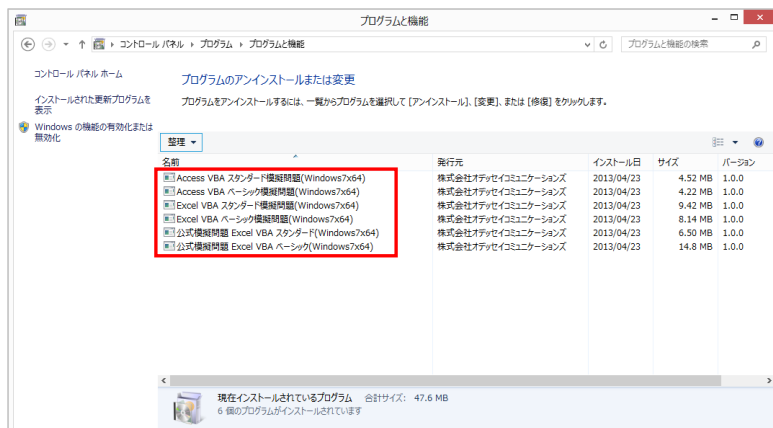 プログラムと機能
コントロール パネル ▸ プログラム ▸ プログラムと機能
プログラムと機能の検索
コントロール パネル ホーム
インストールされた更新プログラムを
表示
Windows の機能の有効化または
無効化
プログラムのアンインストールまたは変更
プログラムをアンインストールするには、一覧からプログラムを選択して [アンインストール]、[変更]、または [修復] をクリックします。
整理
名前 発行元 インストール日 サイズ バージョン
Access VBA スタンダード模擬問題(Windows7x64) 株式会社オデッセイコミュニケーションズ 2013/04/23 4.52 MB 1.0.0
Access VBA ベーシック模擬問題(Windows7x64) 株式会社オデッセイコミュニケーションズ 2013/04/23 4.22 MB 1.0.0
Excel VBA スタンダード模擬問題(Windows7x64) 株式会社オデッセイコミュニケーションズ 2013/04/23 9.42 MB 1.0.0
Excel VBA ベーシック模擬問題(Windows7x64) 株式会社オデッセイコミュニケーションズ 2013/04/23 8.14 MB 1.0.0
公式模擬問題 Excel VBA スタンダード(Windows7x64) 株式会社オデッセイコミュニケーションズ 2013/04/23 6.50 MB 1.0.0
公式模擬問題 Excel VBA ベーシック(Windows7x64) 株式会社オデッセイコミュニケーションズ 2013/04/23 14.8 MB 1.0.0
現在インストールされているプログラム 合計サイズ: 47.6 MB
6 個のプログラムがインストールされています